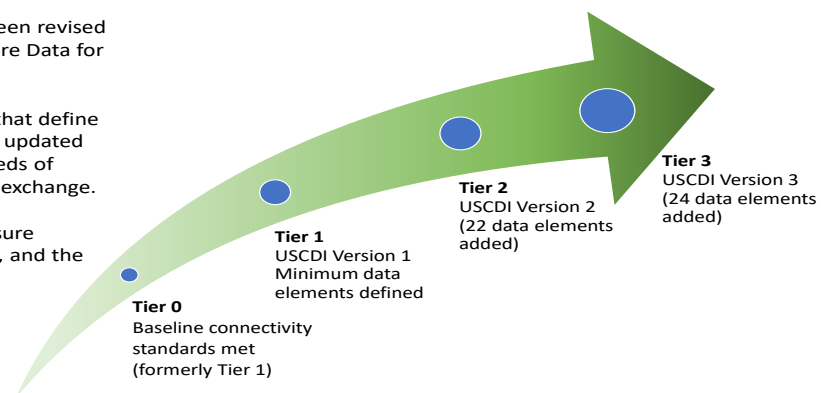 een revised
re Data for
hat define
updated
eds of
exchange.
sure
, and the
Tier 0
Baseline connectivity
standards met
(formerly Tier 1)
Tier 1
USCDI Version 1
Minimum data
elements defined
Tier 2
USCDI Version 2
(22 data elements
added)
Tier 3
USCDI Version 3
(24 data elements
added)